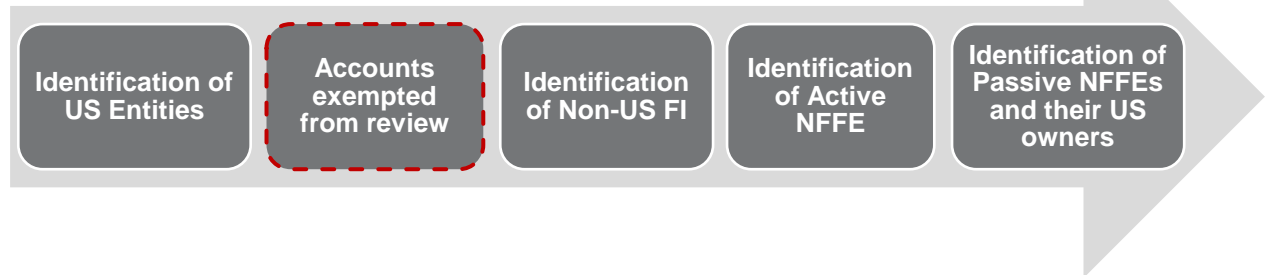 Identification of
US Entities
Accounts
exempted
from review
Identification
of Non-US FI
Identification
of Active
NFFE
Identification of
Passive NFFEs
and their US
owners